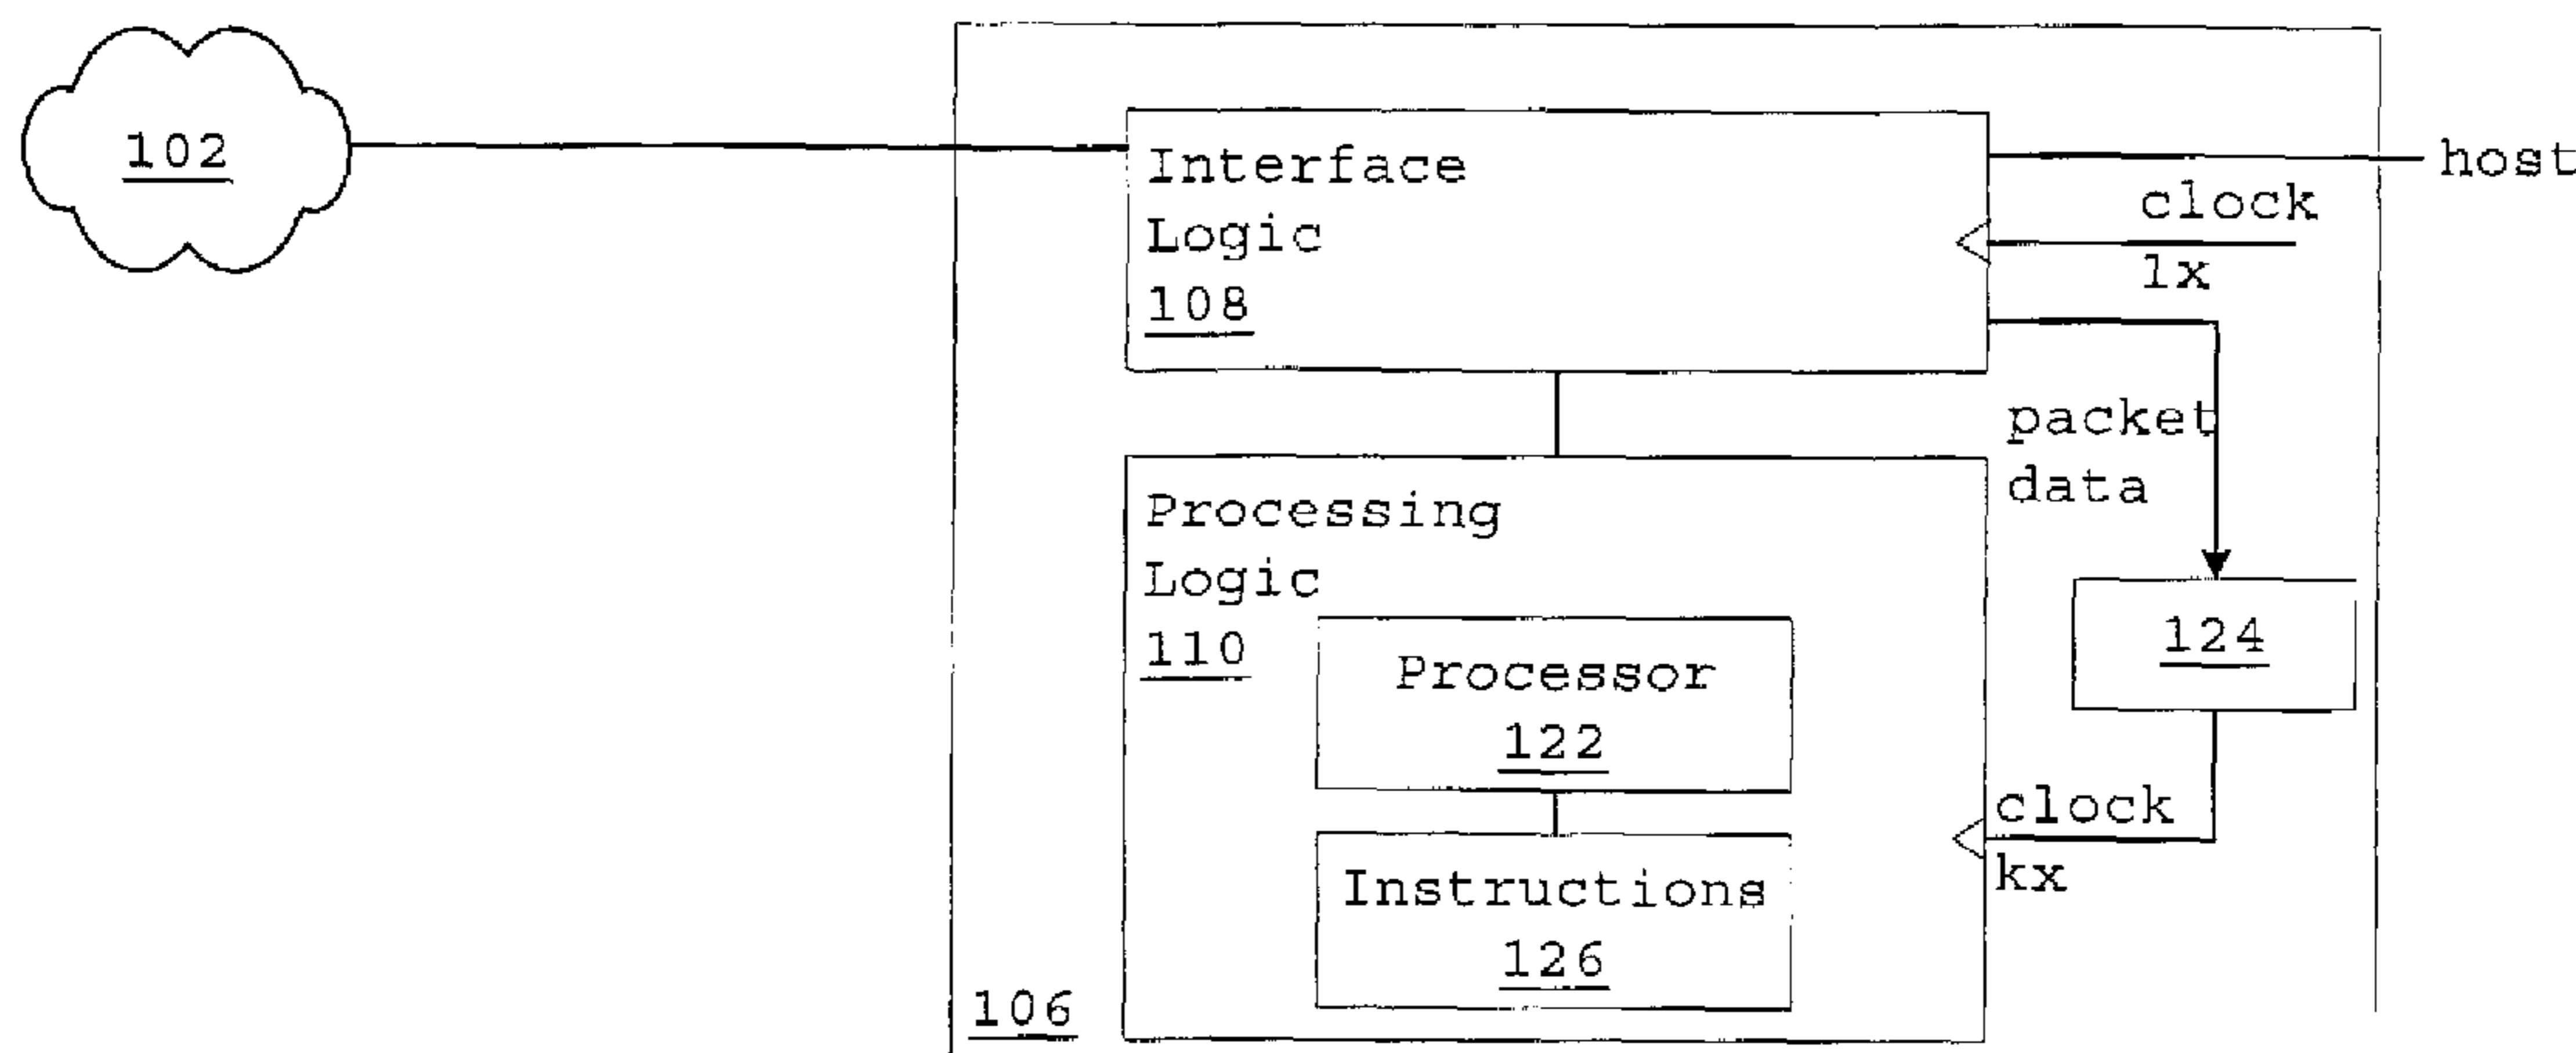 102
Interface
Logic
108
host
clock
1x
packet
data
Processing
Logic
110
124
Processor
122
clock
kx
Instructions
126
106